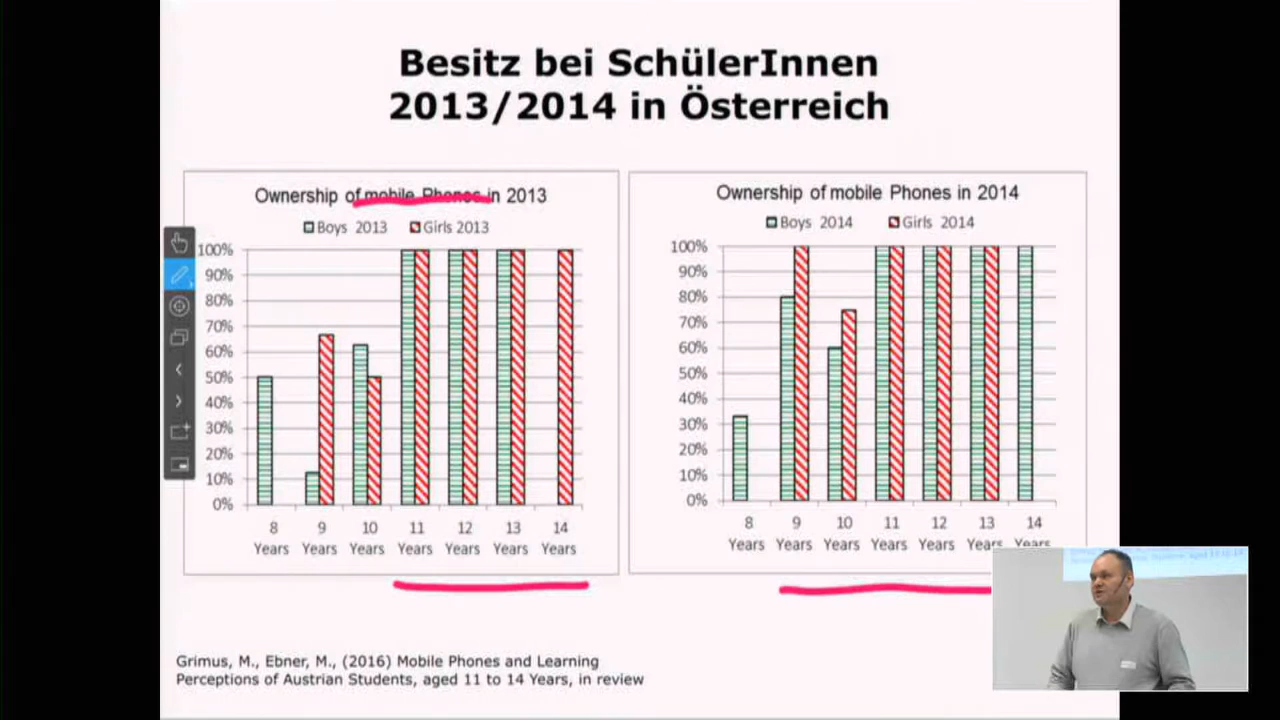 Besitz bei SchülerInnen
2013/2014 in Österreich
Ownership of mobile Phones in 2013
Boys 2013
Girls 2013
100%
90%
80%
70%
60%
50%
40%
30%
20%
10%
0%
8 9 10 11 12 13 14
Years Years Years Years Years Years Years
Ownership of mobile Phones in 2014
Boys 2014
Girls 2014
100%
90%
80%
70%
60%
50%
40%
30%
20%
10%
0%
8 9 10 11 12 13 14
Years Years Years Years Years Years Years
Grimus, M., Ebner, M., (2016) Mobile Phones and Learning
Perceptions of Austrian Students, aged 11 to 14 Years, in review